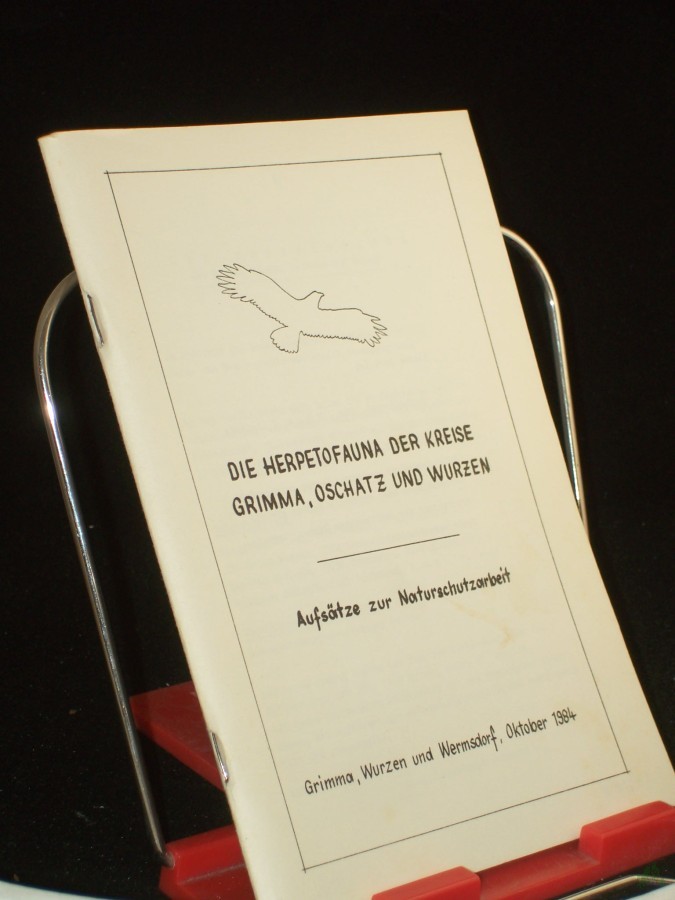 DIE HERPETOFAUNA DER KREISE
GRIMMA, OSCHATZ UND WURZEN
Aufsätze zur Naturschutzarbeit
Grimma, Wurzen und Wermsdorf, Oktober 1984